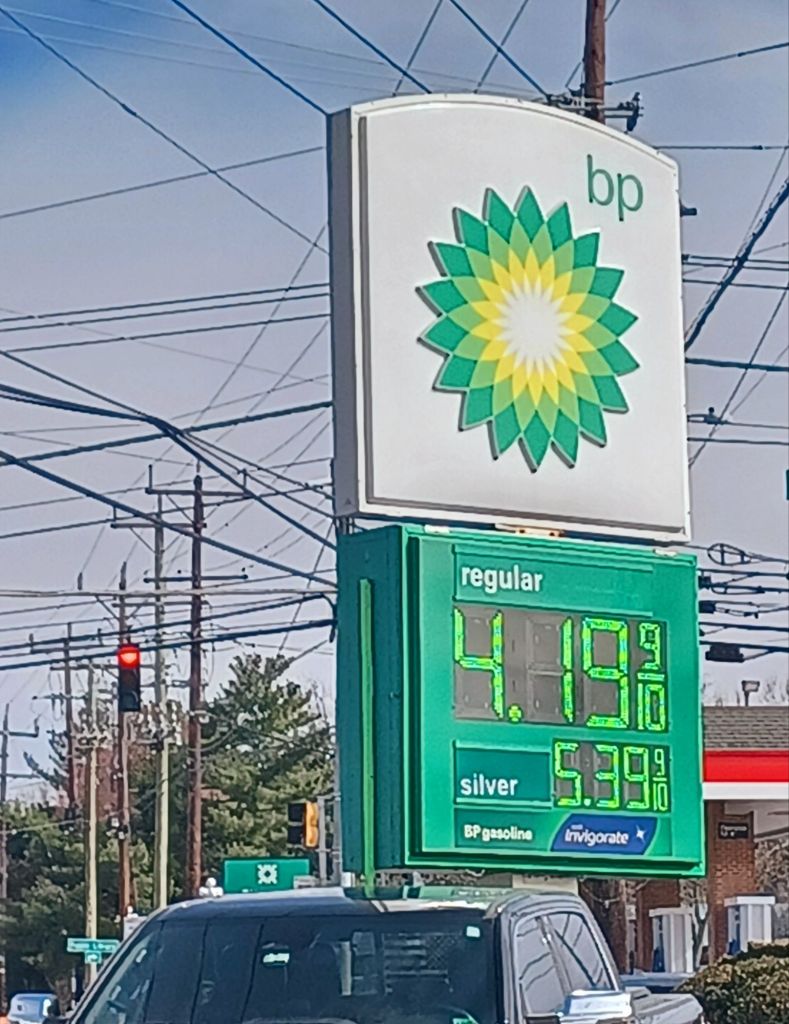 bp
regular
4.19 9/10
silver
5.39 9/10
BP gasoline
Invigorate